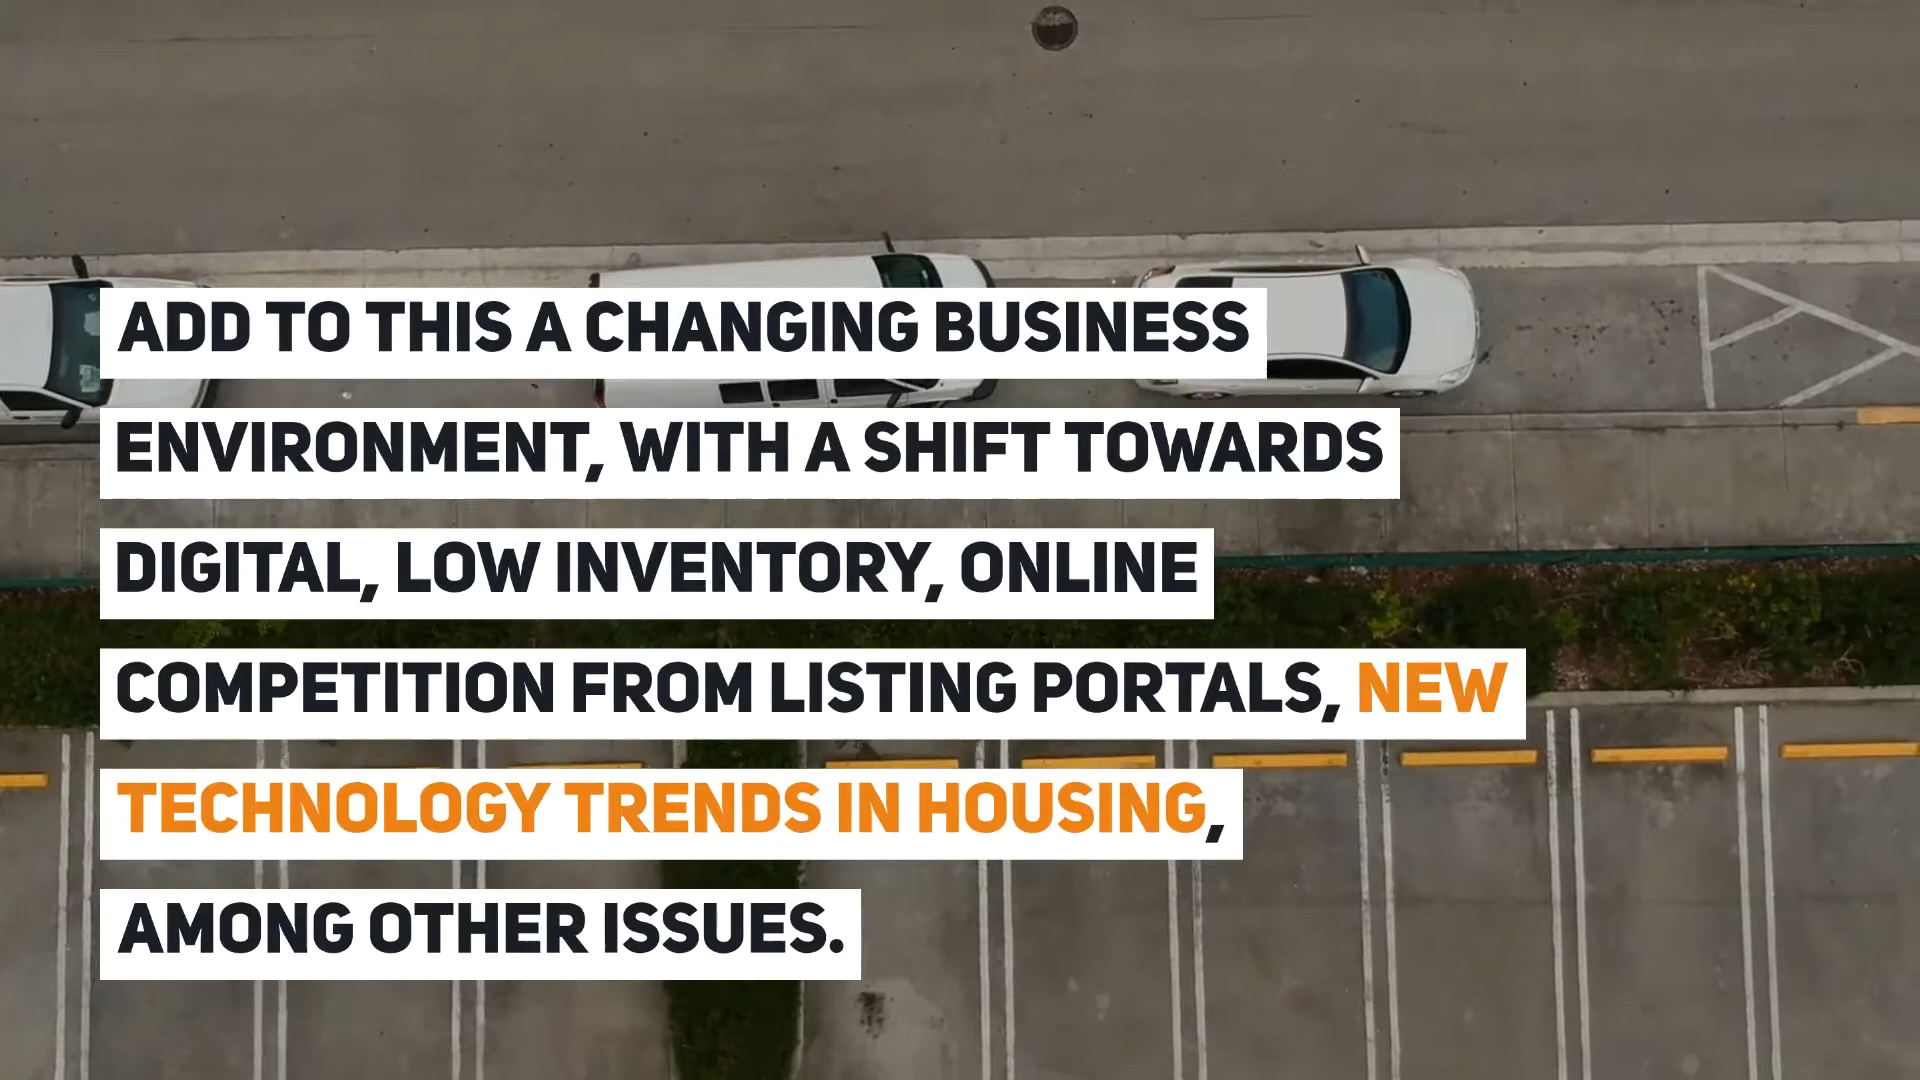 ADD TO THIS A CHANGING BUSINESS
ENVIRONMENT, WITH A SHIFT TOWARDS
DIGITAL, LOW INVENTORY, ONLINE
COMPETITION FROM LISTING PORTALS, NEW
TECHNOLOGY TRENDS IN HOUSING,
AMONG OTHER ISSUES.